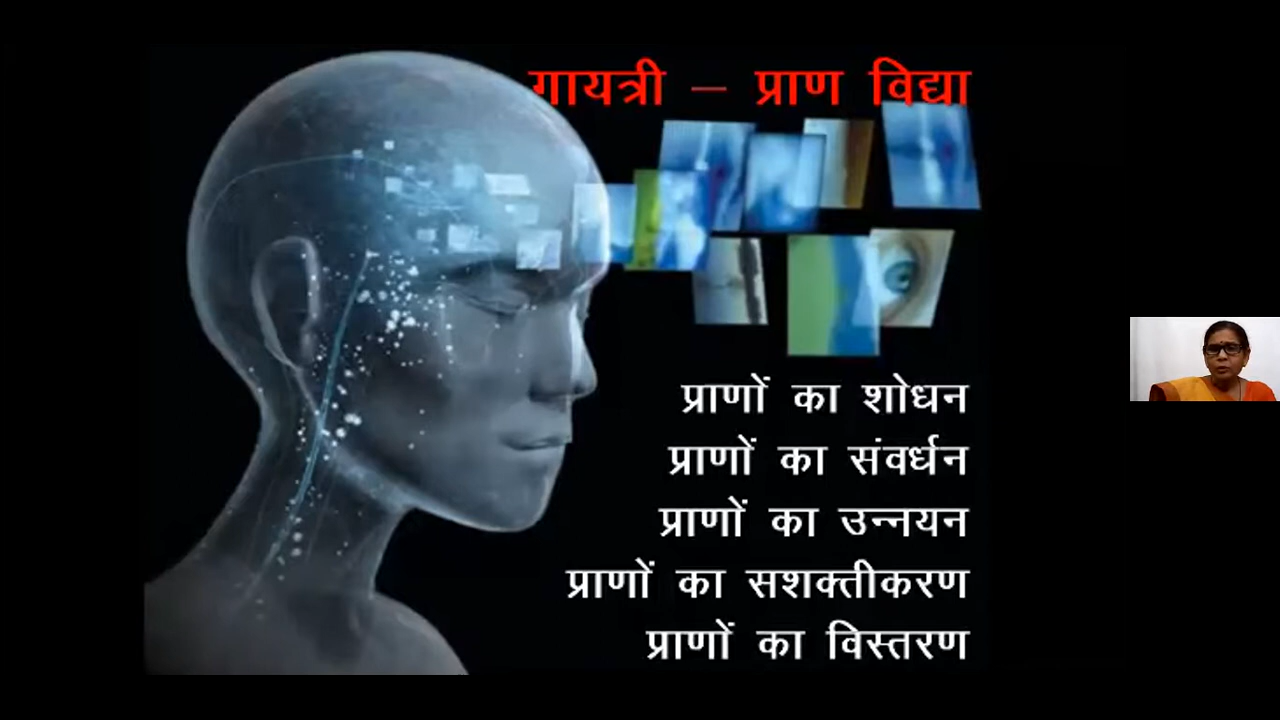 गायत्री – प्राण विद्या
प्राणों का शोधन
प्राणों का संवर्धन
प्राणों का उन्नयन
प्राणों का सशक्तीकरण
प्राणों का विस्तरण